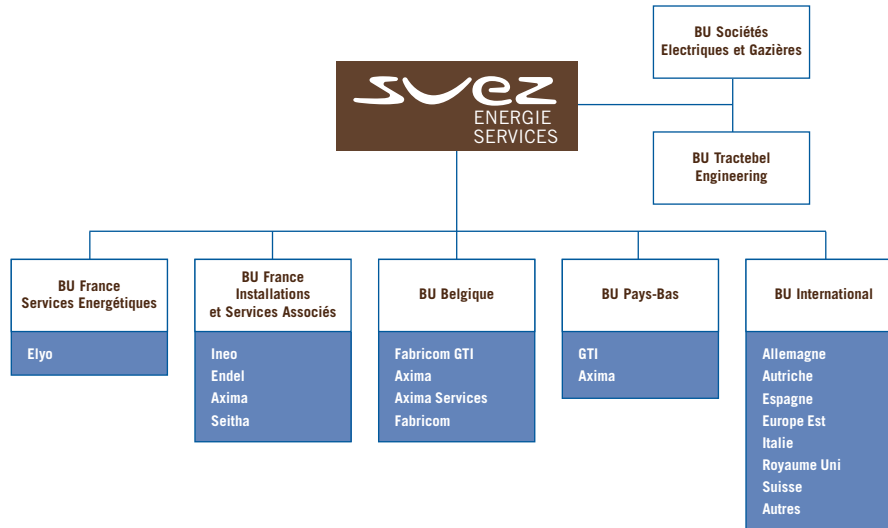 BU Sociétés
Electriques et Gazières
suez
ENERGIE
SERVICES
BU Tractebel
Engineering
BU France
Services Energétiques
Elyo
BU France
Installations
et Services Associés
Ineo
Endel
Axima
Seitha
BU Belgique
Fabricom GTI
Axima
Axima Services
Fabricom
BU Pays-Bas
GTI
Axima
BU International
Allemagne
Autriche
Espagne
Europe Est
Italie
Royaume Uni
Suisse
Autres